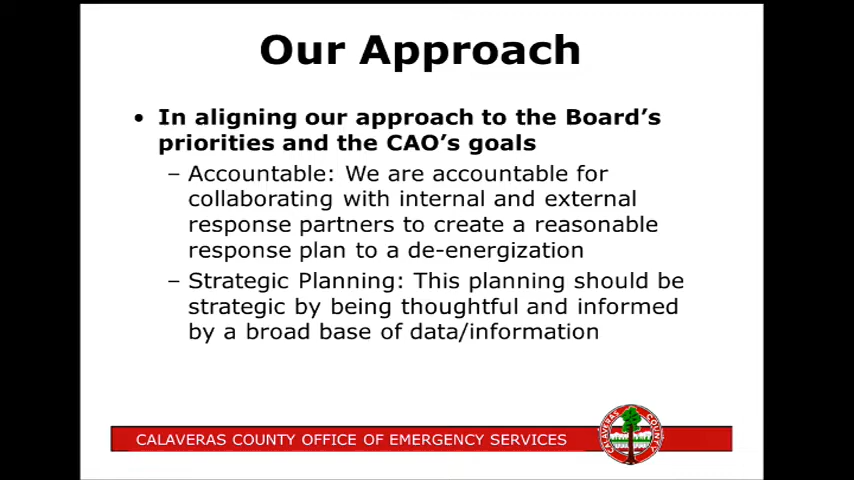 Our Approach
• In aligning our approach to the Board's
priorities and the CAO's goals
– Accountable: We are accountable for
collaborating with internal and external
response partners to create a reasonable
response plan to a de-energization
– Strategic Planning: This planning should be
strategic by being thoughtful and informed
by a broad base of data/information
CALAVERAS COUNTY OFFICE OF EMERGENCY SERVICES
CALAVERAS COUNTY